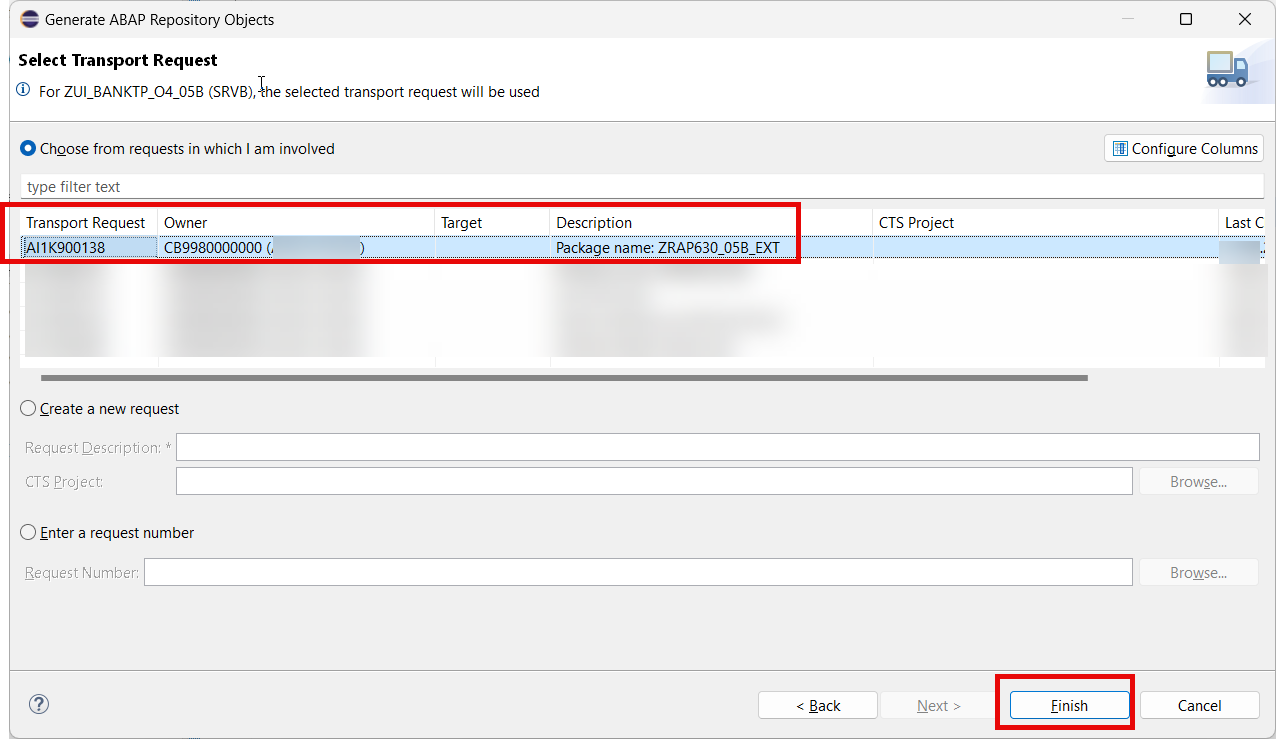 Generate ABAP Repository Objects
Select Transport Request
For ZUI_BANKTP_O4_05B (SRVB), the selected transport request will be used
Choose from requests in which I am involved
Configure Columns
type filter text
Transport Request Owner Target Description CTS Project Last C
AI1K900138 CB9980000000 ( ) Package name: ZRAP630_05B_EXT
Create a new request
Request Description: *
CTS Project: Browse...
Enter a request number
Request Number: Browse...
? < Back Next > Finish Cancel